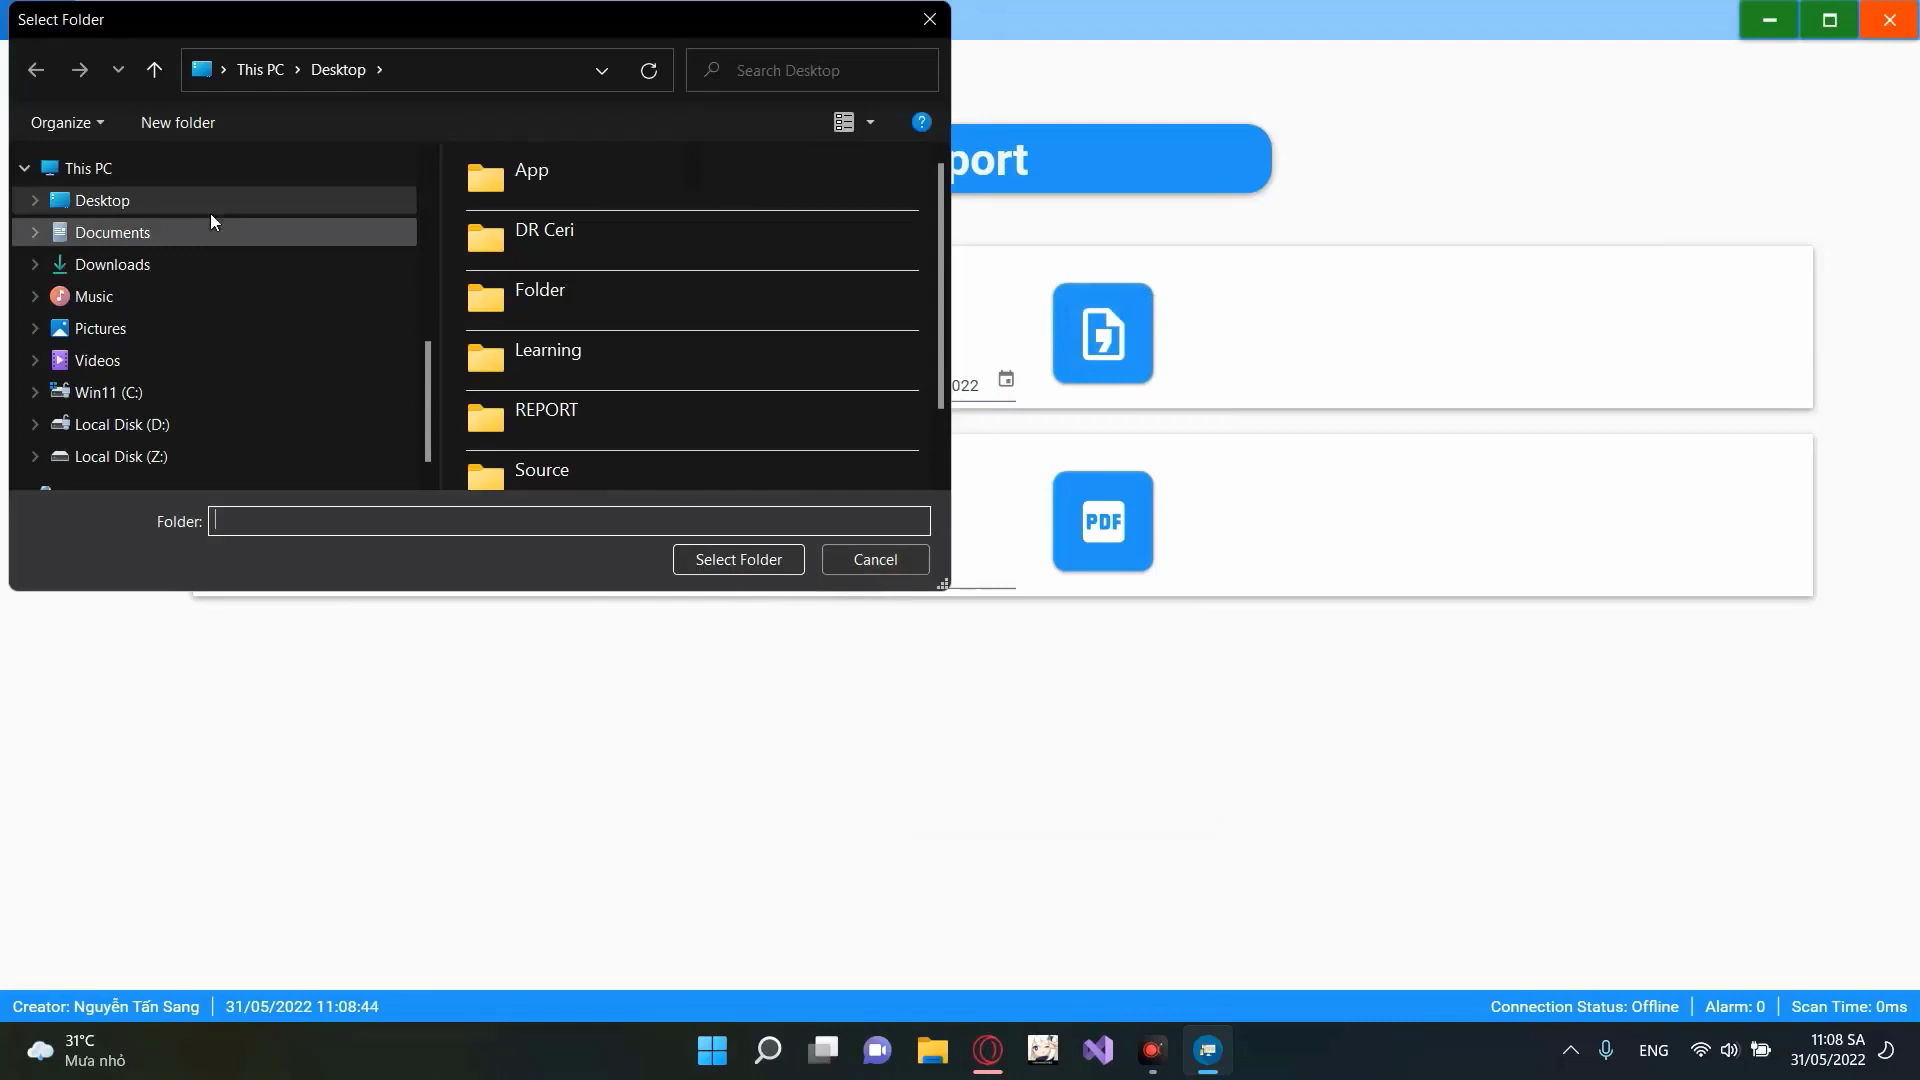 Select Folder
This PC
Desktop
Search Desktop
Organize
New folder
?
This PC
Desktop
Documents
Downloads
Music
Pictures
Videos
Win11 (C:)
Local Disk (D:)
Local Disk (Z:)
App
DR Ceri
Folder
Learning
REPORT
Source
Folder:
Select Folder
Cancel
port
022
PDF
Creator: Nguyễn Tấn Sang
31/05/2022 11:08:44
Connection Status: Offline
Alarm: 0
Scan Time: 0ms
31°C
Mưa nhỏ
ENG
11:08 SA
31/05/2022